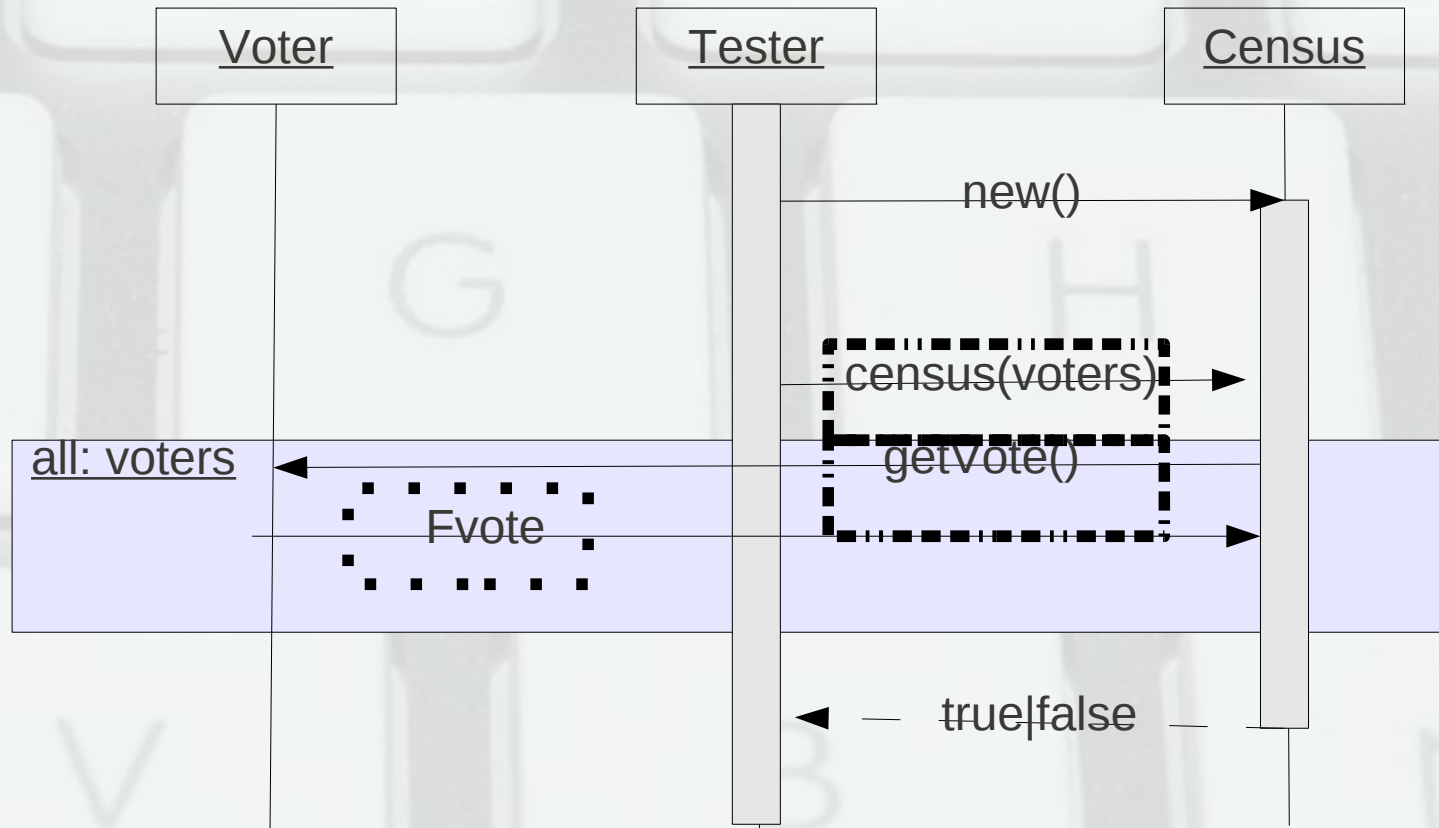 Voter
Tester
Census
new()
G
H
census(voters)
all: voters
getVote()
Fvote
true|false
V
B